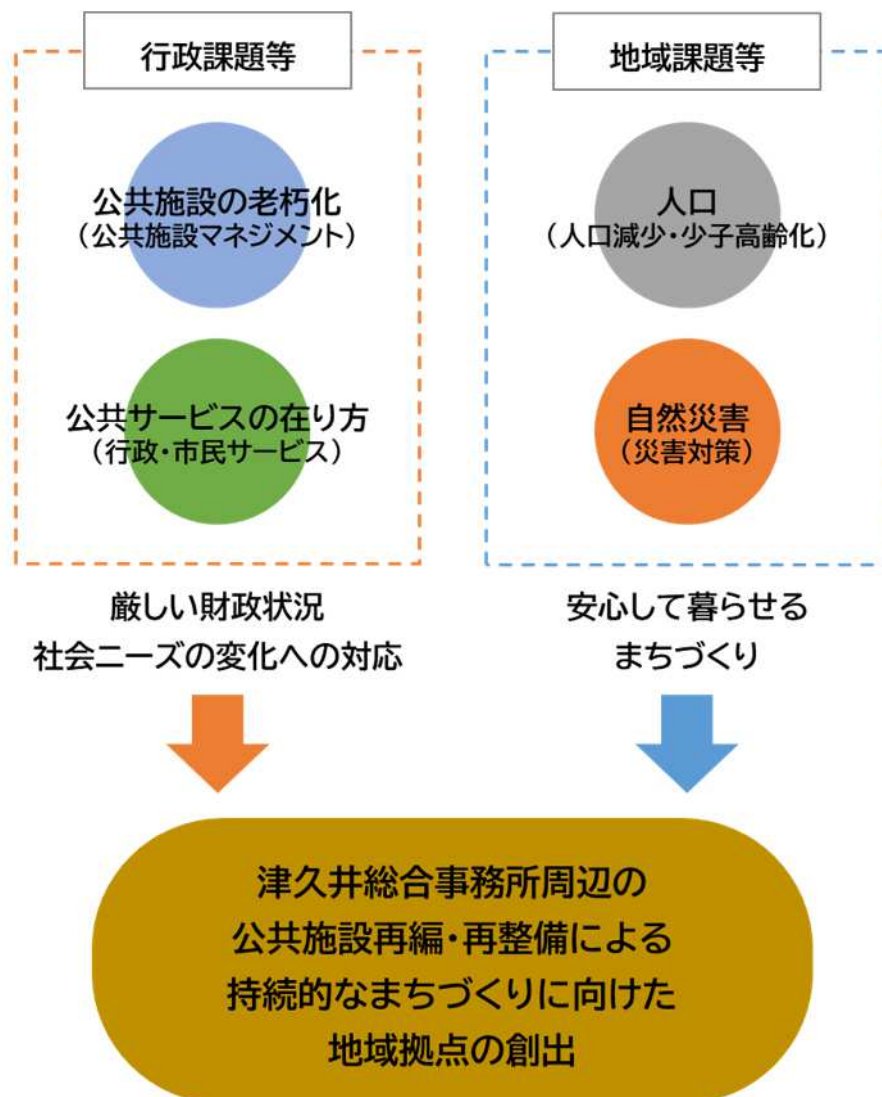 行政課題等
公共施設の老朽化
（公共施設マネジメント）
公共サービスの在り方
（行政・市民サービス）
厳しい財政状況
社会ニーズの変化への対応
地域課題等
人口
（人口減少・少子高齢化）
自然災害
（災害対策）
安心して暮らせる
まちづくり
津久井総合事務所周辺の
公共施設再編・再整備による
持続的なまちづくりに向けた
地域拠点の創出